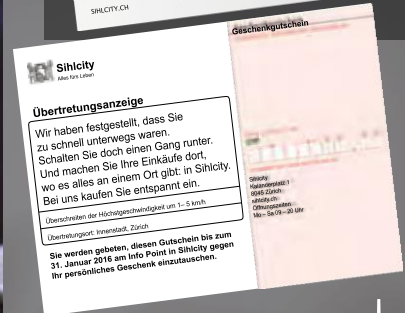 SIHLCITY.CH
Sihlcity
Alles fürs Leben
Übertretungsanzeige
Wir haben festgestellt, dass Sie
zu schnell unterwegs waren.
Schalten Sie doch einen Gang runter.
Und machen Sie Ihre Einkäufe dort,
wo es alles an einem Ort gibt: in Sihlcity.
Bei uns kaufen Sie entspannt ein.
Überschreiten der Höchstgeschwindigkeit um 1– 5 km/h
Übertretungsort: Innenstadt, Zürich
Sie werden gebeten, diesen Gutschein bis zum
31. Januar 2016 am Info Point in Sihlcity gegen
Ihr persönliches Geschenk einzutauschen.
Geschenkgutschein
Sihlcity
Kalanderplatz 1
8045 Zürich
sihlcity.ch
Öffnungszeiten:
Mo – Sa 09 – 20 Uhr